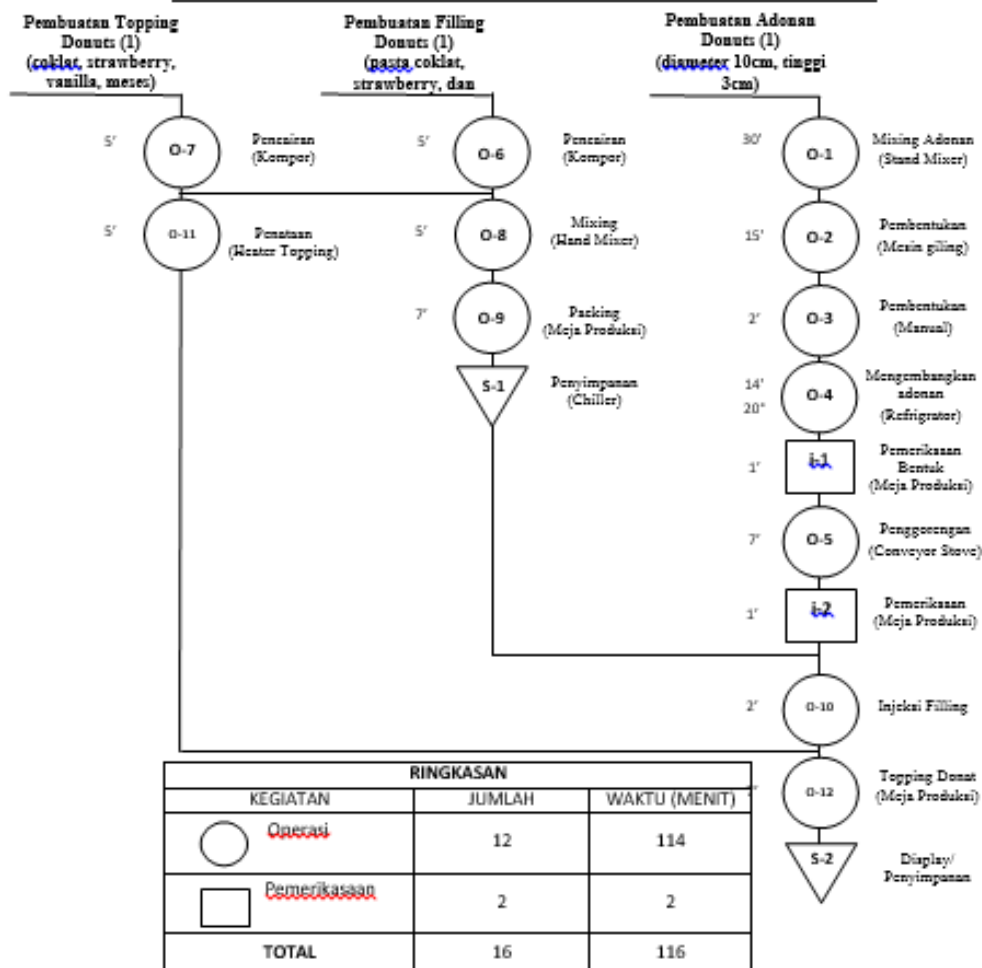 Pembuatan Topping
Donuts (1)
(coklat, strawberry,
vanilla, meses)
5'
O-7
Pencairan
(Kompor)
5'
O-11
Penataan
(Heater Topping)
Pembuatan Filling
Donuts (1)
(pasta coklat,
strawberry, dan
5'
O-6
Pencairan
(Kompor)
5'
O-8
Mixing
(Hand Mixer)
7'
O-9
Packing
(Meja Produksi)
S-1
Penyimpanan
(Chiller)
Pembuatan Adonan
Donuts (1)
(diameter 10cm, tinggi
3cm)
30'
O-1
Mixing Adonan
(Stand Mixer)
15'
O-2
Pembentukan
(Mesin giling)
2'
O-3
Pembentukan
(Manual)
14'
20"
O-4
Mengembangkan
adonan
(Refrigrator)
1'
i-1
Pemeriksaan
Bentuk
(Meja Produksi)
7'
O-5
Penggorengan
(Conveyor Stove)
1'
i-2
Pemeriksaan
(Meja Produksi)
2'
O-10
Injeksi Filling
O-12
Topping Donat
(Meja Produksi)
S-2
Display/
Penyimpanan
RINGKASAN
KEGIATAN JUMLAH WAKTU (MENIT)
Operasi 12 114
Pemerikasaan 2 2
TOTAL 16 116